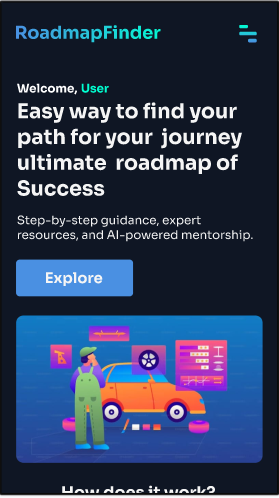 RoadmapFinder
Welcome, User
Easy way to find your
path for your journey
ultimate roadmap of
Success
Step-by-step guidance, expert
resources, and AI-powered mentorship.
Explore
How does it work?